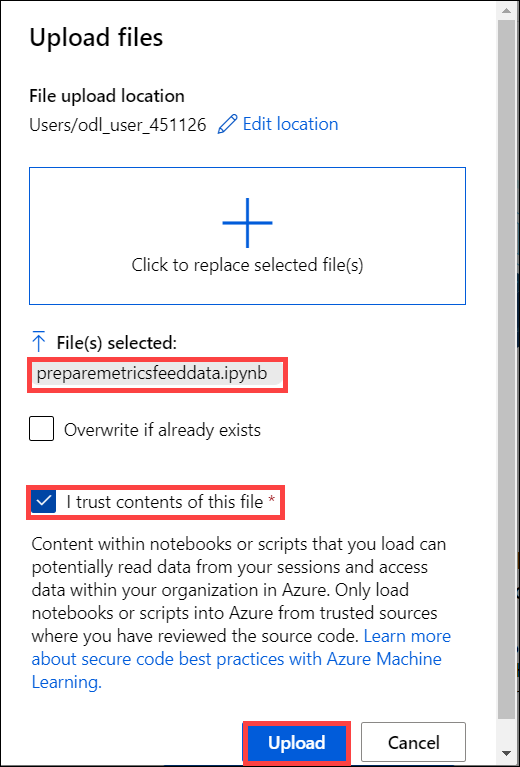 Upload files
File upload location
Users/odl_user_451126 Edit location
Click to replace selected file(s)
File(s) selected:
preparemetricsfeeddata.ipynb
Overwrite if already exists
I trust contents of this file *
Content within notebooks or scripts that you load can
potentially read data from your sessions and access
data within your organization in Azure. Only load
notebooks or scripts into Azure from trusted sources
where you have reviewed the source code. Learn more
about secure code best practices with Azure Machine
Learning.
Upload Cancel